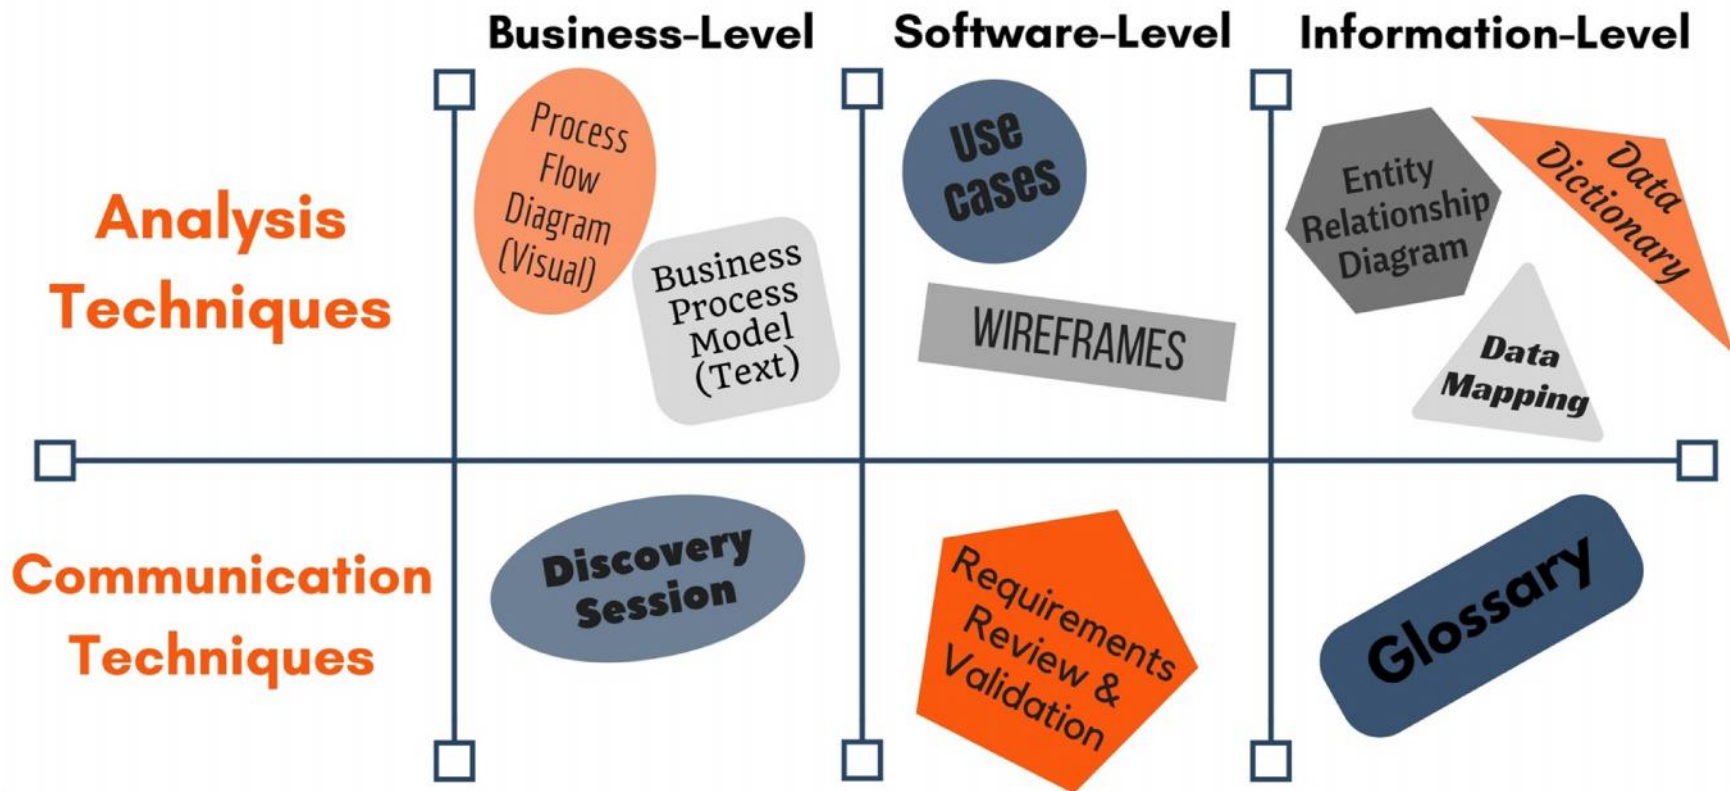 Business-Level
Software-Level
Information-Level
Analysis
Techniques
Process
Flow
Diagram
(Visual)
Business
Process
Model
(Text)
Use
cases
WIREFRAMES
Entity
Relationship
Diagram
Data
Dictionary
Data
Mapping
Communication
Techniques
Discovery
Session
Requirements
Review &
Validation
Glossary